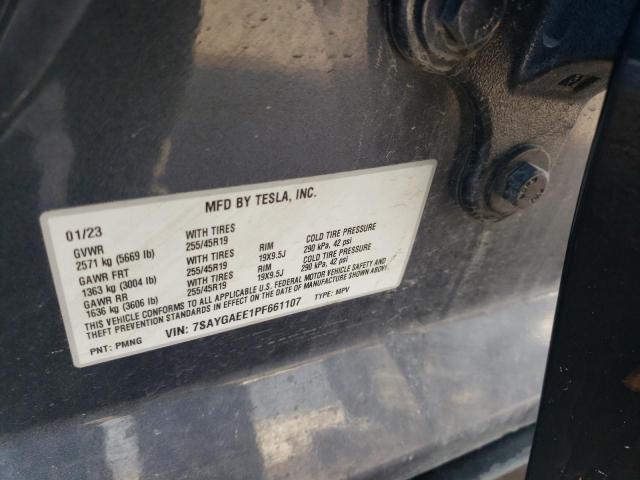 MFD BY TESLA, INC.
01/23
GVWR WITH TIRES RIM COLD TIRE PRESSURE
2571 kg (5669 lb) 255/45R19 19X9.5J 290 kPa, 42 psi
GAWR FRT WITH TIRES RIM COLD TIRE PRESSURE
1363 kg (3004 lb) 255/45R19 19X9.5J 290 kPa, 42 psi
GAWR RR WITH TIRES
1636 kg (3606 lb) 255/45R19
THIS VEHICLE CONFORMS TO ALL APPLICABLE U.S. FEDERAL MOTOR VEHICLE SAFETY AND
THEFT PREVENTION STANDARDS IN EFFECT ON THE DATE OF MANUFACTURE SHOWN ABOVE.
VIN: 7SAYGAEE1PF661107 TYPE: MPV
PNT: PMNG